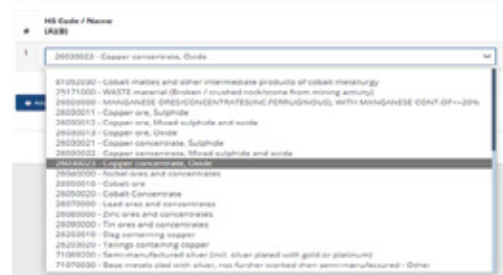 HS Code / Name
# (A)(B)
1 26030023 - Copper concentrate, Oxide
81052030 - Cobalt mattes and other intermediate products of cobalt metallurgy
25171000 - WASTE material (Broken / crushed rock/stone from mining activity)
26020000 - MANGANESE ORES/CONCENTRATES(INC.FERRUGINOUS), WITH MANGANESE CONT.OF>=20%
26030011 - Copper ore, Sulphide
26030012 - Copper ore, Mixed sulphide and oxide
26030013 - Copper ore, Oxide
26030021 - Copper concentrate, Sulphide
26030022 - Copper concentrate, Mixed sulphide and oxide
26030023 - Copper concentrate, Oxide
26040000 - Nickel ores and concentrates
26050010 - Cobalt ore
26050020 - Cobalt Concentrate
26070000 - Lead ores and concentrates
26080000 - Zinc ores and concentrates
26090000 - Tin ores and concentrates
26203010 - Slag containing copper
26203020 - Tailings containing copper
71069200 - Semi-manufactured silver (incl. silver plated with gold or platinum)
71070000 - Base metals clad with silver, not further worked than semi-manufactured - Other